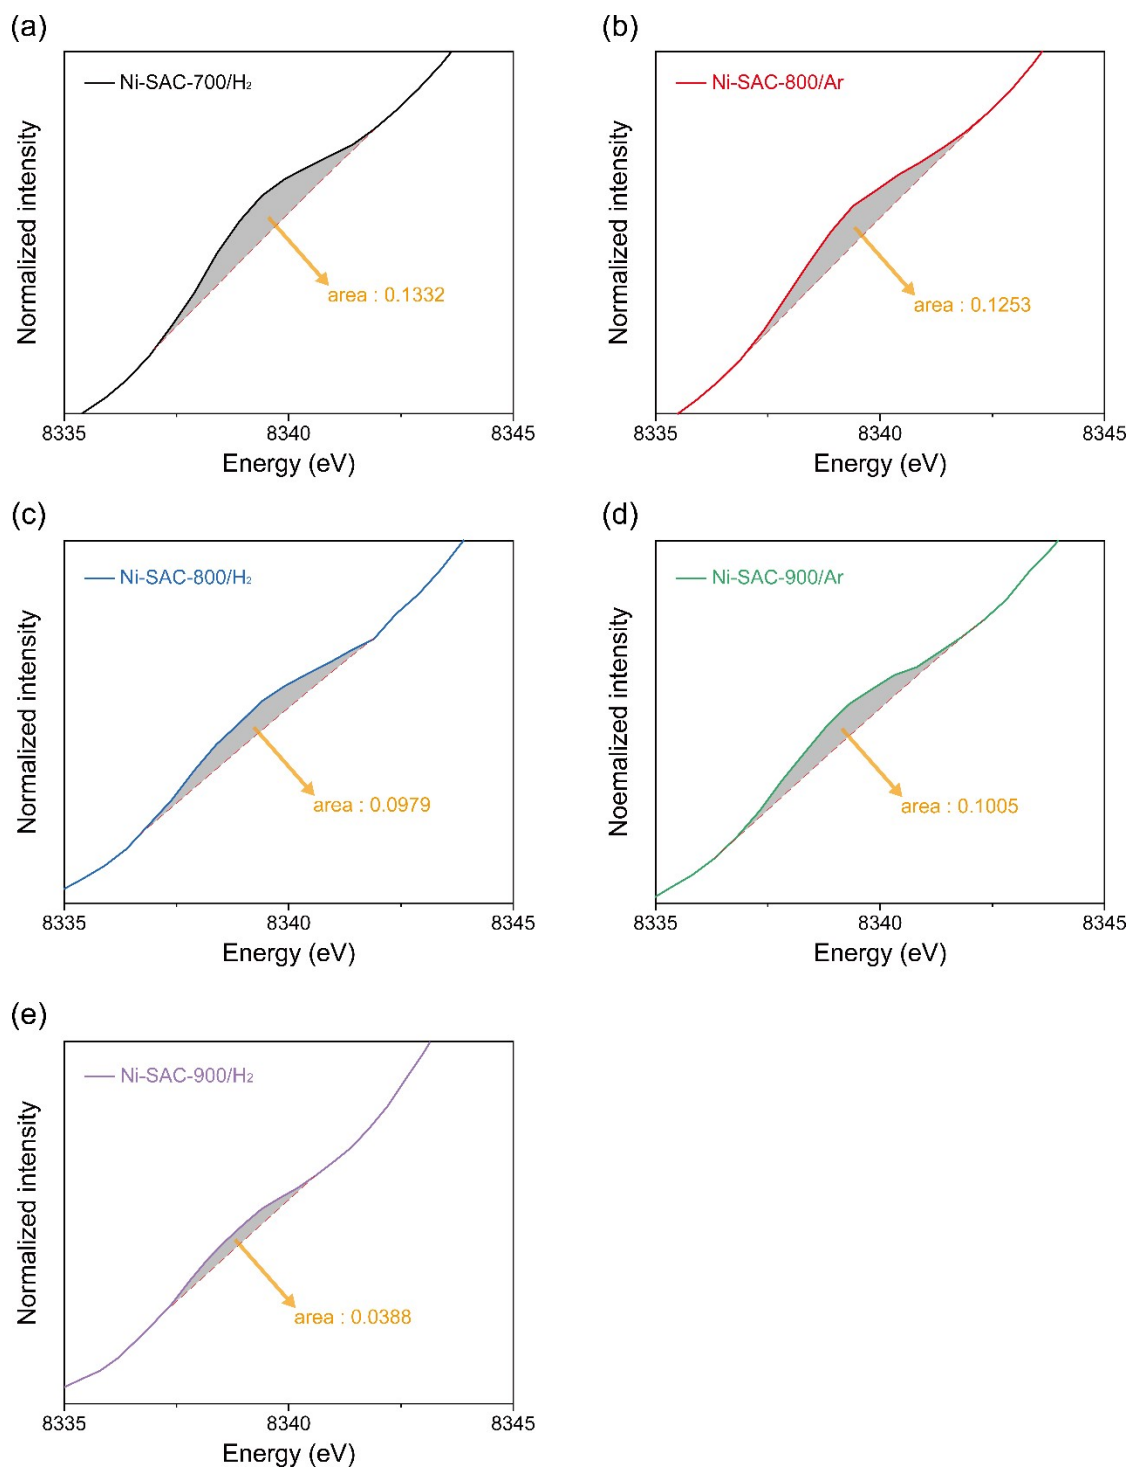 (a)
Ni-SAC-700/H₂
area : 0.1332
Normalized intensity
8335
8340
8345
Energy (eV)
(b)
Ni-SAC-800/Ar
area : 0.1253
Normalized intensity
8335
8340
8345
Energy (eV)
(c)
Ni-SAC-800/H₂
area : 0.0979
Normalized intensity
8335
8340
8345
Energy (eV)
(d)
Ni-SAC-900/Ar
area : 0.1005
Noemalized intensity
8335
8340
8345
Energy (eV)
(e)
Ni-SAC-900/H₂
area : 0.0388
Normalized intensity
8335
8340
8345
Energy (eV)